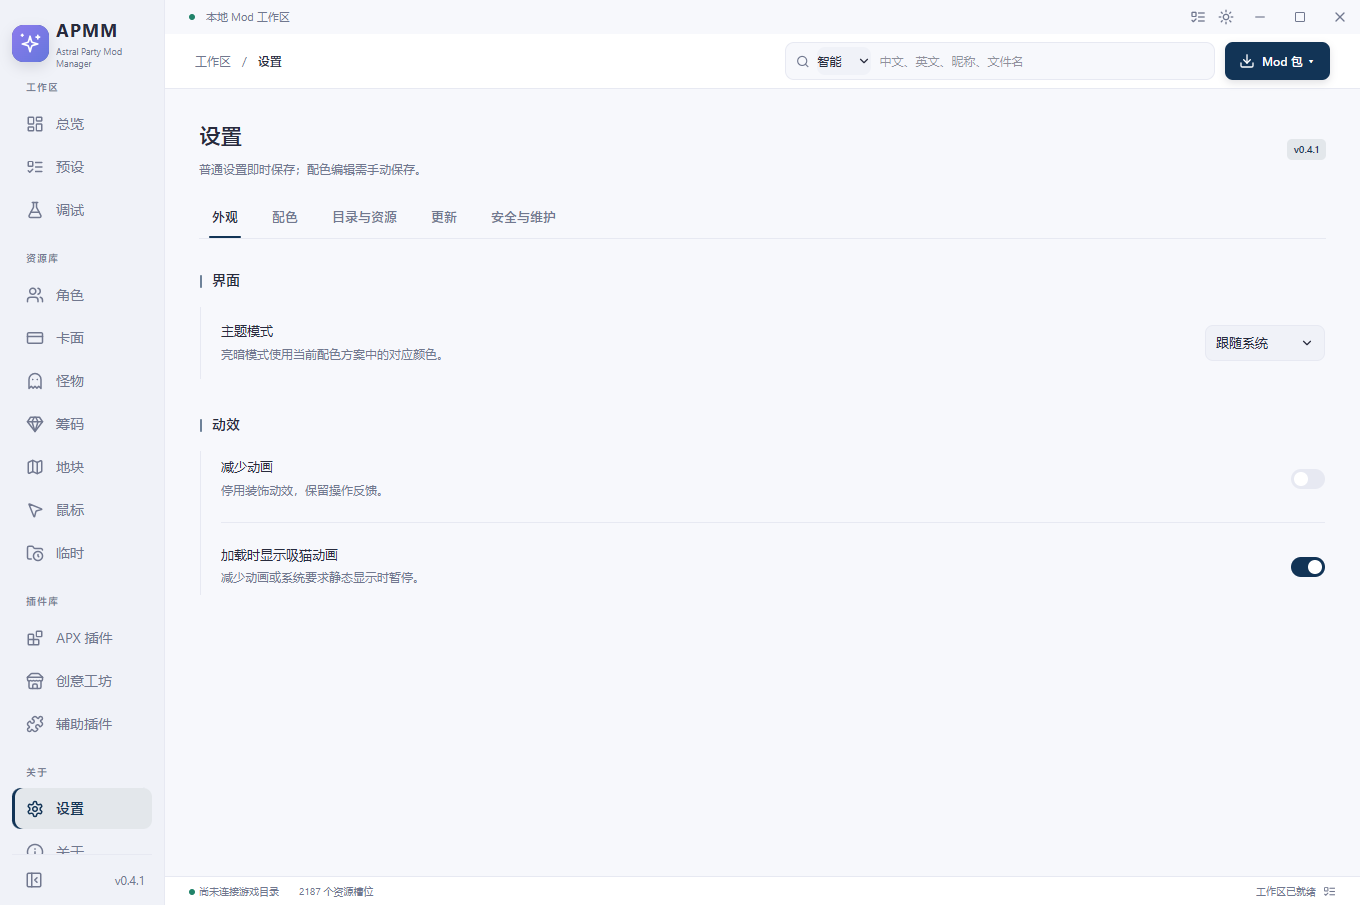 APMM
Astral Party Mod
Manager
工作区
总览
预设
调试
资源库
角色
卡面
怪物
筹码
地块
鼠标
临时
插件库
APX 插件
创意工坊
辅助插件
关于
设置
关于
v0.4.1
本地 Mod 工作区
工作区 / 设置
智能
中文、英文、昵称、文件名
Mod 包
设置
普通设置即时保存；配色编辑需手动保存。
v0.4.1
外观 配色 目录与资源 更新 安全与维护
界面
主题模式
亮暗模式使用当前配色方案中的对应颜色。
跟随系统
动效
减少动画
停用装饰动效，保留操作反馈。
加载时显示吸猫动画
减少动画或系统要求静态显示时暂停。
尚未连接游戏目录 2187 个资源槽位
工作区已就绪